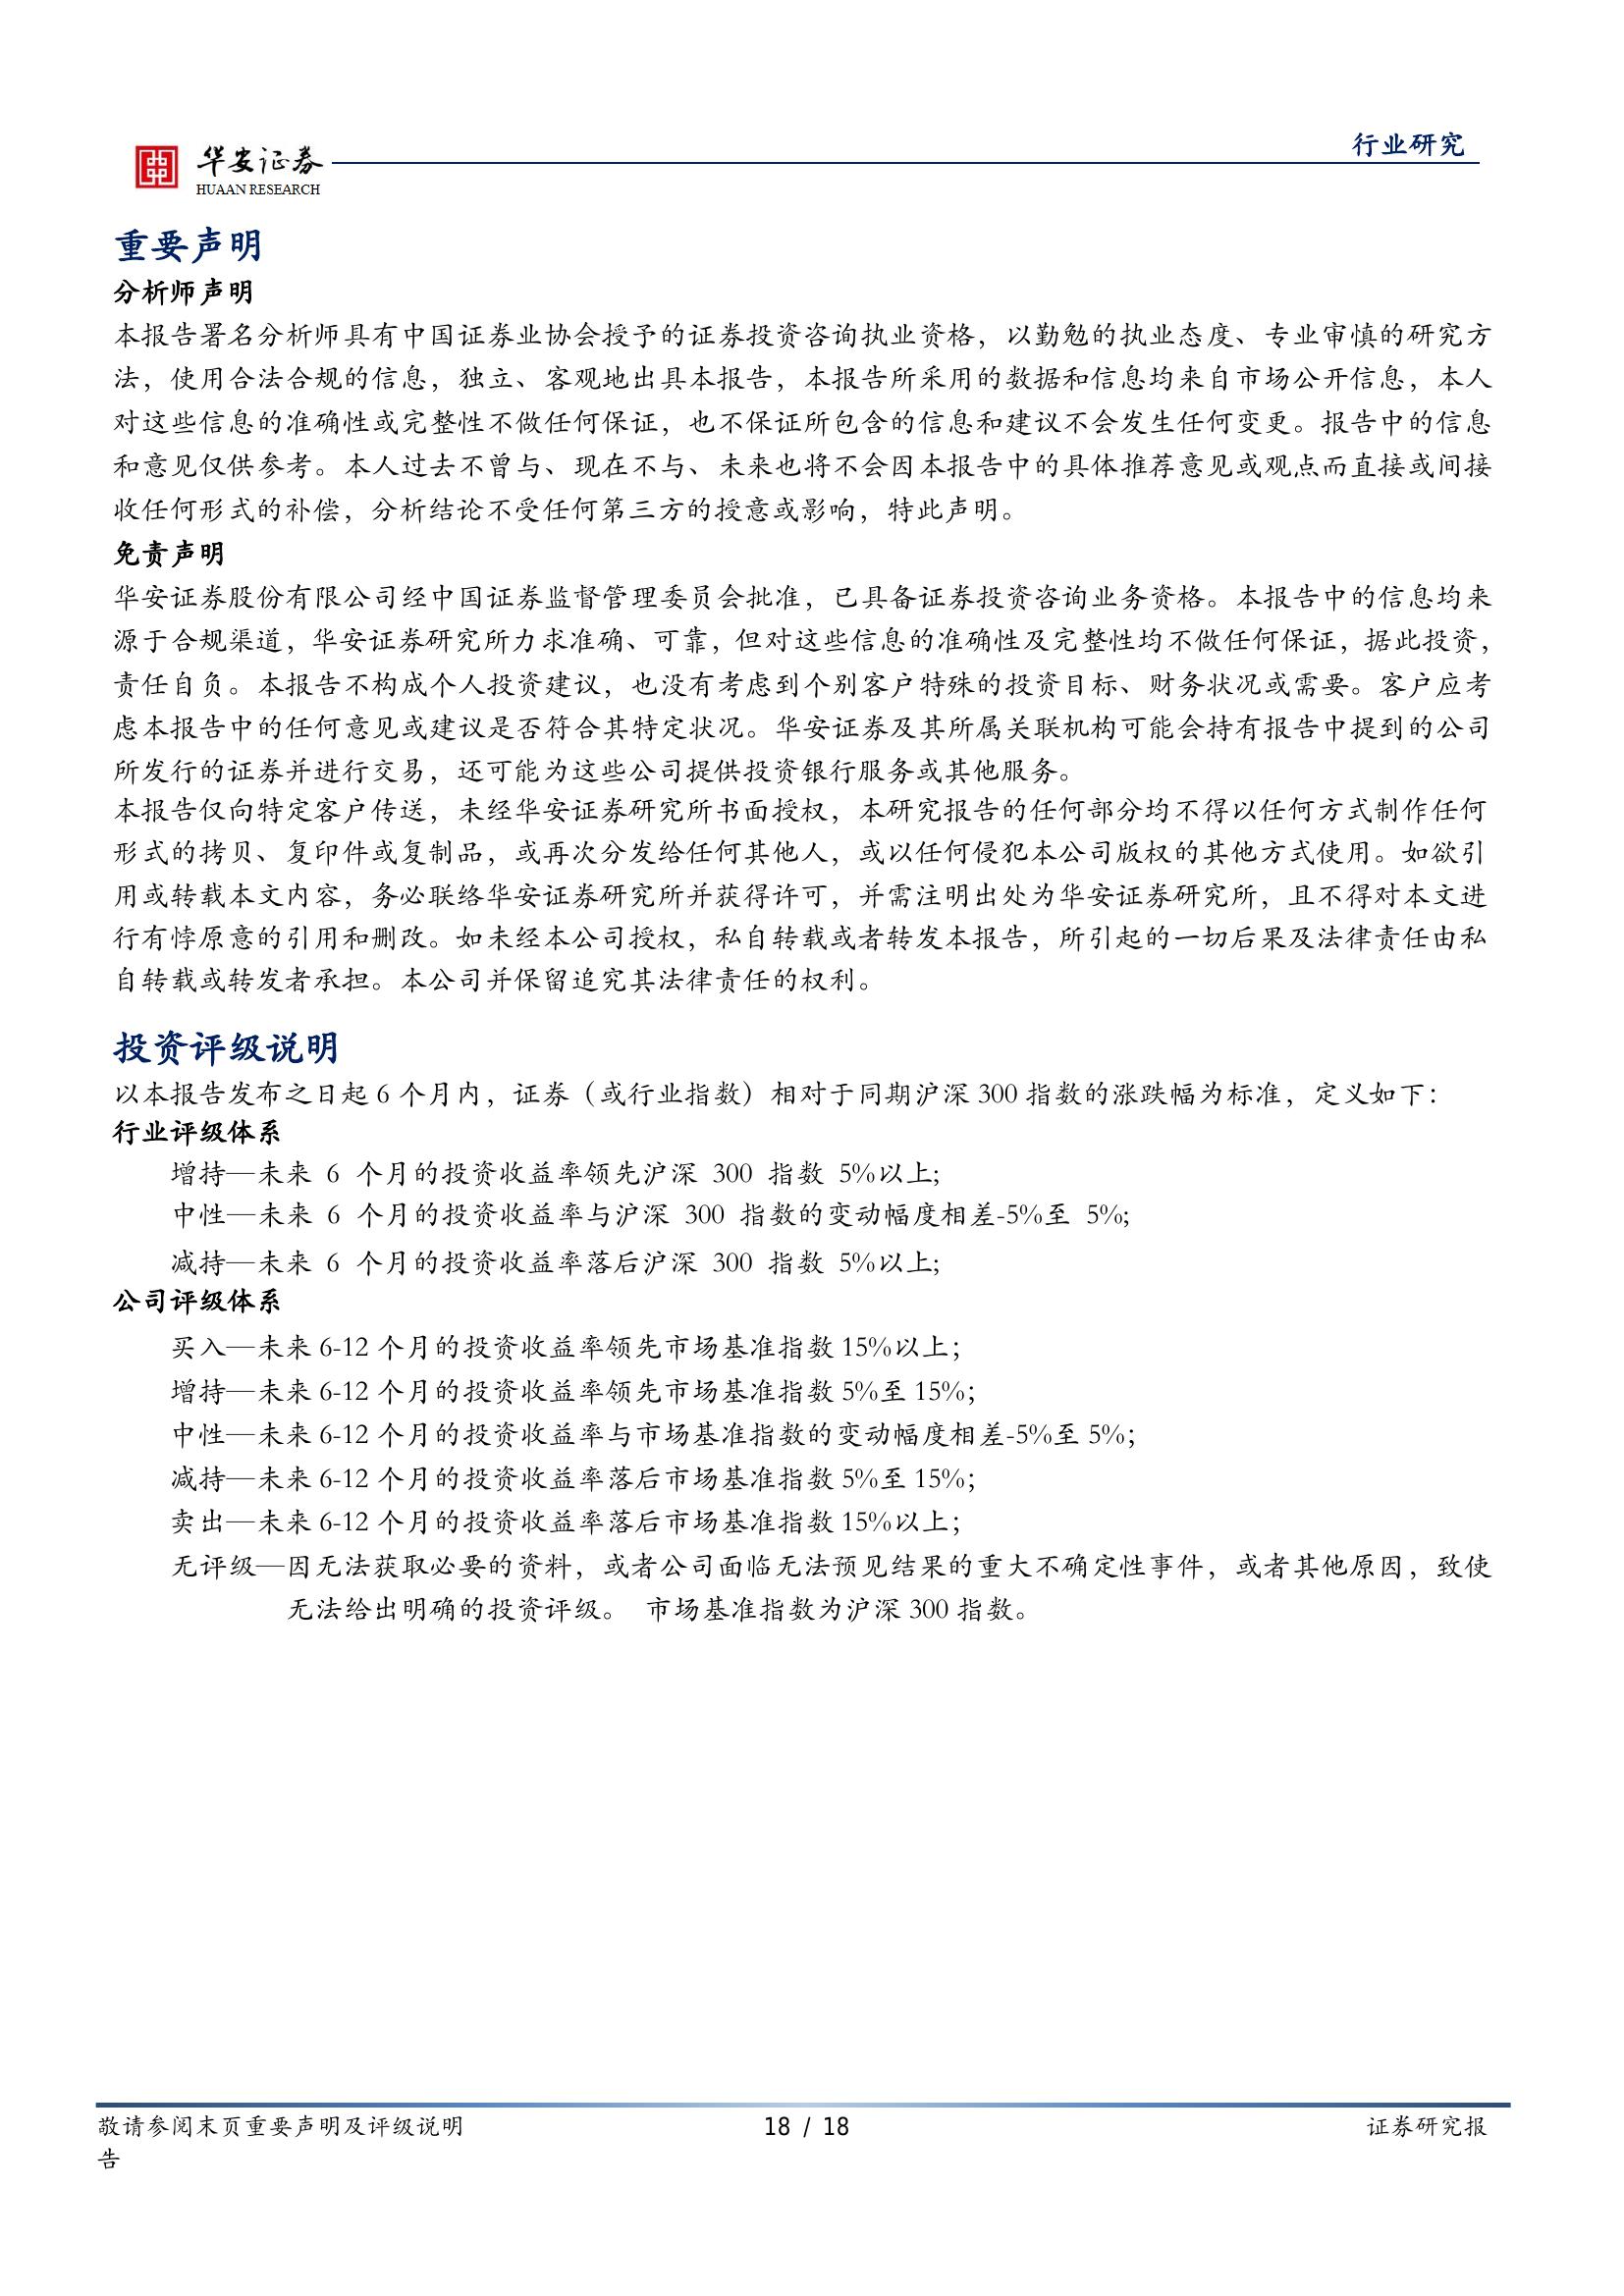 华安证券
HUAAN RESEARCH
行业研究
重要声明
分析师声明
本报告署名分析师具有中国证券业协会授予的证券投资咨询执业资格，以勤勉的执业态度、专业审慎的研究方
法，使用合法合规的信息，独立、客观地出具本报告，本报告所采用的数据和信息均来自市场公开信息，本人
对这些信息的准确性或完整性不做任何保证，也不保证所包含的信息和建议不会发生任何变更。报告中的信息
和意见仅供参考。本人过去不曾与、现在不与、未来也将不会因本报告中的具体推荐意见或观点而直接或间接
收任何形式的补偿，分析结论不受任何第三方的授意或影响，特此声明。
免责声明
华安证券股份有限公司经中国证券监督管理委员会批准，已具备证券投资咨询业务资格。本报告中的信息均来
源于合规渠道，华安证券研究所力求准确、可靠，但对这些信息的准确性及完整性均不做任何保证，据此投资，
责任自负。本报告不构成个人投资建议，也没有考虑到个别客户特殊的投资目标、财务状况或需要。客户应考
虑本报告中的任何意见或建议是否符合其特定状况。华安证券及其所属关联机构可能会持有报告中提到的公司
所发行的证券并进行交易，还可能为这些公司提供投资银行服务或其他服务。
本报告仅向特定客户传送，未经华安证券研究所书面授权，本研究报告的任何部分均不得以任何方式制作任何
形式的拷贝、复印件或复制品，或再次分发给任何其他人，或以任何侵犯本公司版权的其他方式使用。如欲引
用或转载本文内容，务必联络华安证券研究所并获得许可，并需注明出处为华安证券研究所，且不得对本文进
行有悖原意的引用和删改。如未经本公司授权，私自转载或者转发本报告，所引起的一切后果及法律责任由私
自转载或转发者承担。本公司并保留追究其法律责任的权利。
投资评级说明
以本报告发布之日起 6 个月内，证券（或行业指数）相对于同期沪深 300 指数的涨跌幅为标准，定义如下：
行业评级体系
增持—未来 6 个月的投资收益率领先沪深 300 指数 5%以上;
中性—未来 6 个月的投资收益率与沪深 300 指数的变动幅度相差-5%至 5%;
减持—未来 6 个月的投资收益率落后沪深 300 指数 5%以上;
公司评级体系
买入—未来 6-12 个月的投资收益率领先市场基准指数 15%以上；
增持—未来 6-12 个月的投资收益率领先市场基准指数 5%至 15%；
中性—未来 6-12 个月的投资收益率与市场基准指数的变动幅度相差-5%至 5%；
减持—未来 6-12 个月的投资收益率落后市场基准指数 5%至 15%；
卖出—未来 6-12 个月的投资收益率落后市场基准指数 15%以上；
无评级—因无法获取必要的资料，或者公司面临无法预见结果的重大不确定性事件，或者其他原因，致使
无法给出明确的投资评级。 市场基准指数为沪深 300 指数。
敬请参阅末页重要声明及评级说明 18 / 18 证券研究报
告